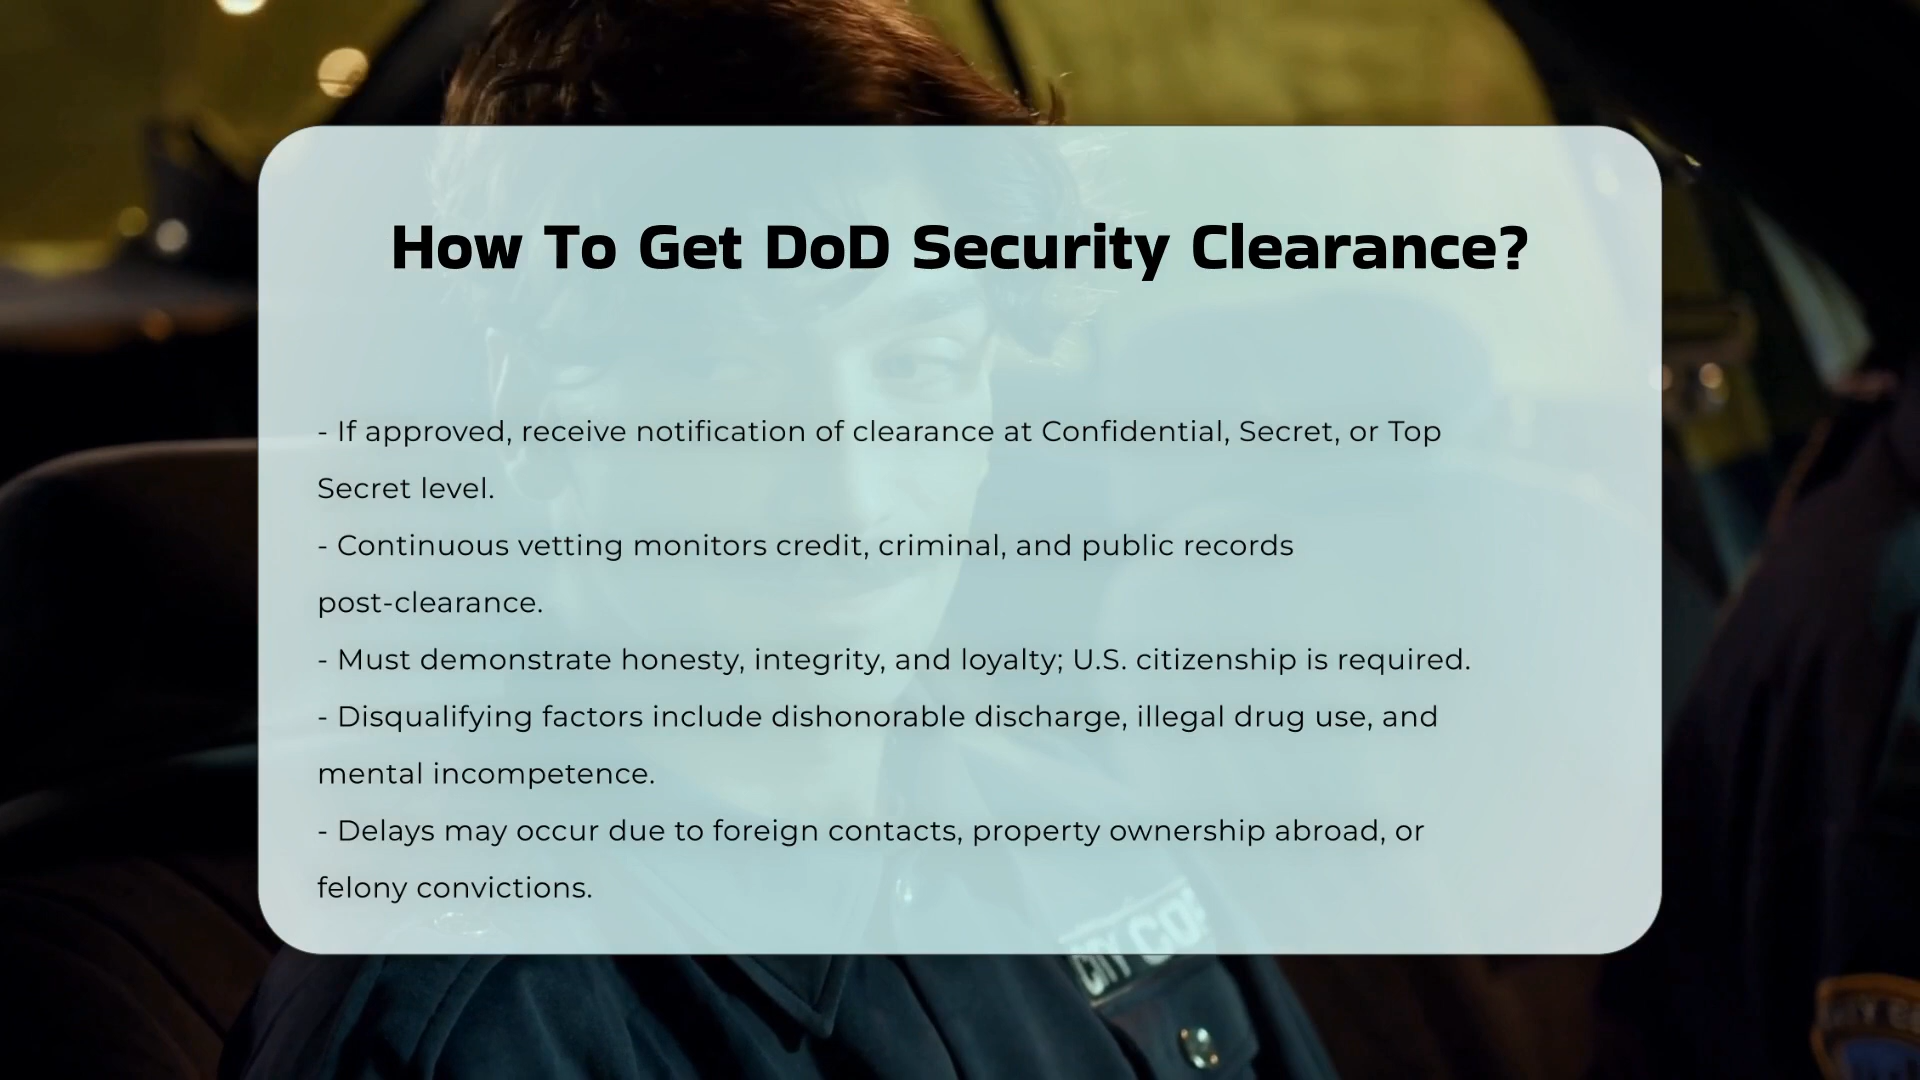 How To Get DoD Security Clearance?
- If approved, receive notification of clearance at Confidential, Secret, or Top
Secret level.
- Continuous vetting monitors credit, criminal, and public records
post-clearance.
- Must demonstrate honesty, integrity, and loyalty; U.S. citizenship is required.
- Disqualifying factors include dishonorable discharge, illegal drug use, and
mental incompetence.
- Delays may occur due to foreign contacts, property ownership abroad, or
felony convictions.
CITY